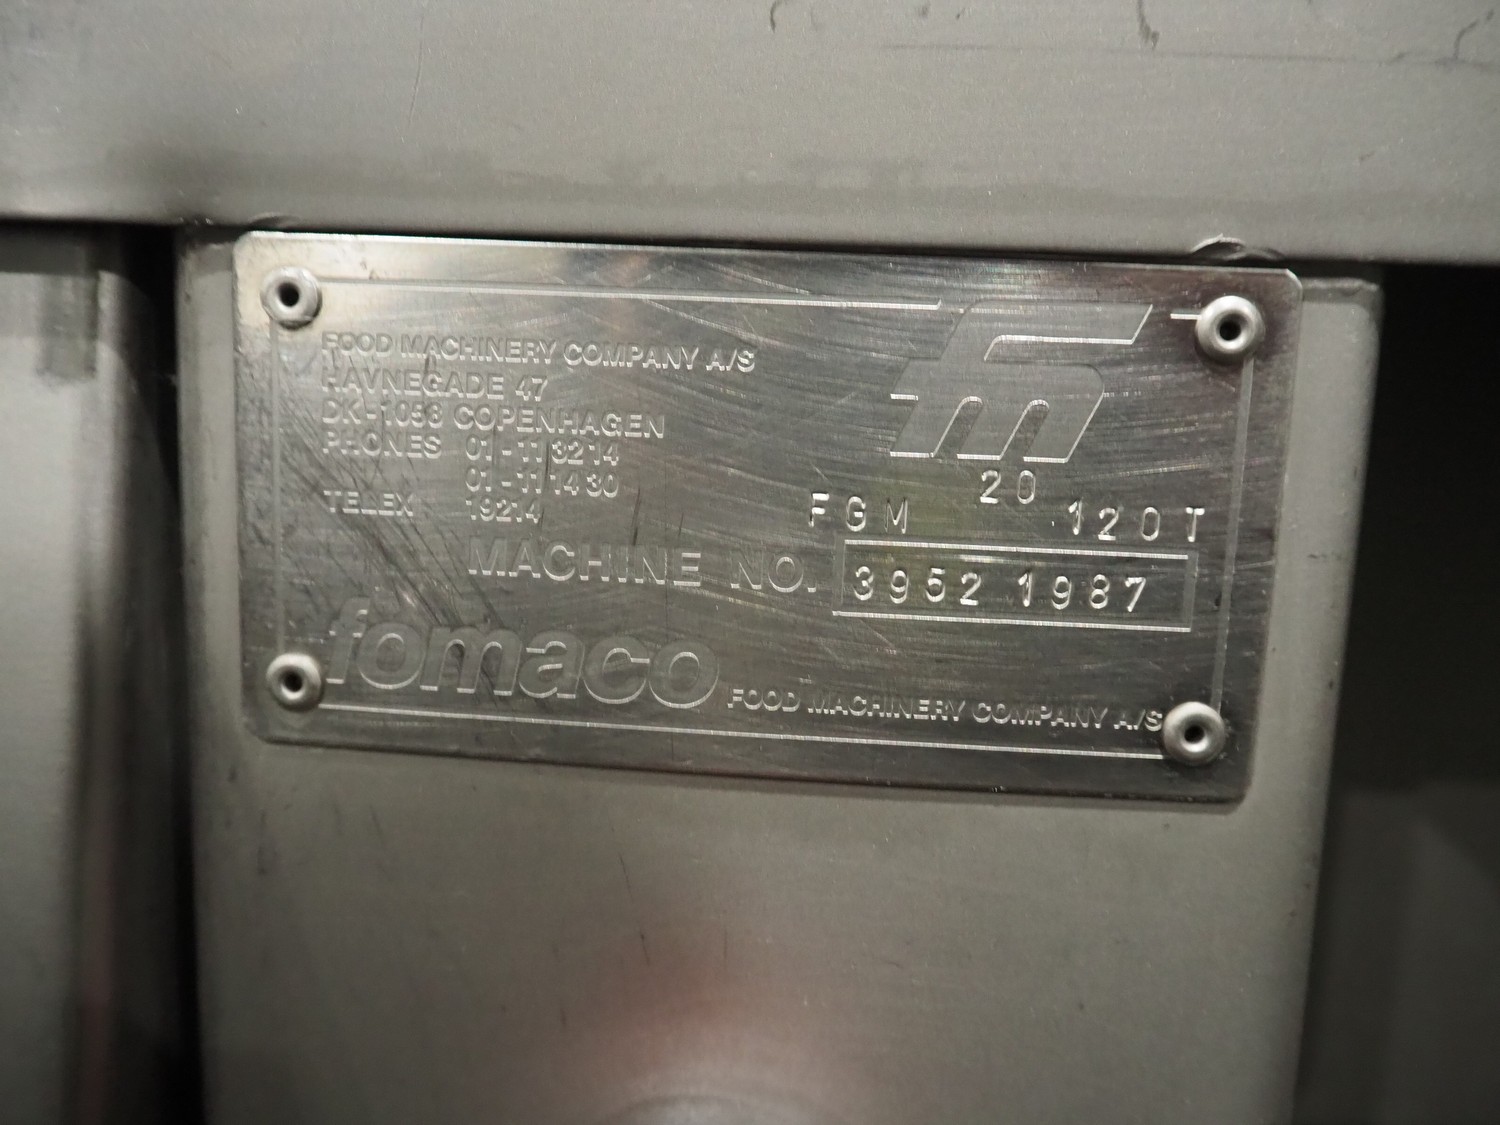 FOOD MACHINERY COMPANY A/S
HAVNEGADE 47
DK-1058 COPENHAGEN
PHONES 01-11 32 14
01-11 14 30
TELEX 19214
fm
20
FGM 120T
MACHINE NO. 3952 1987
fomaco FOOD MACHINERY COMPANY A/S